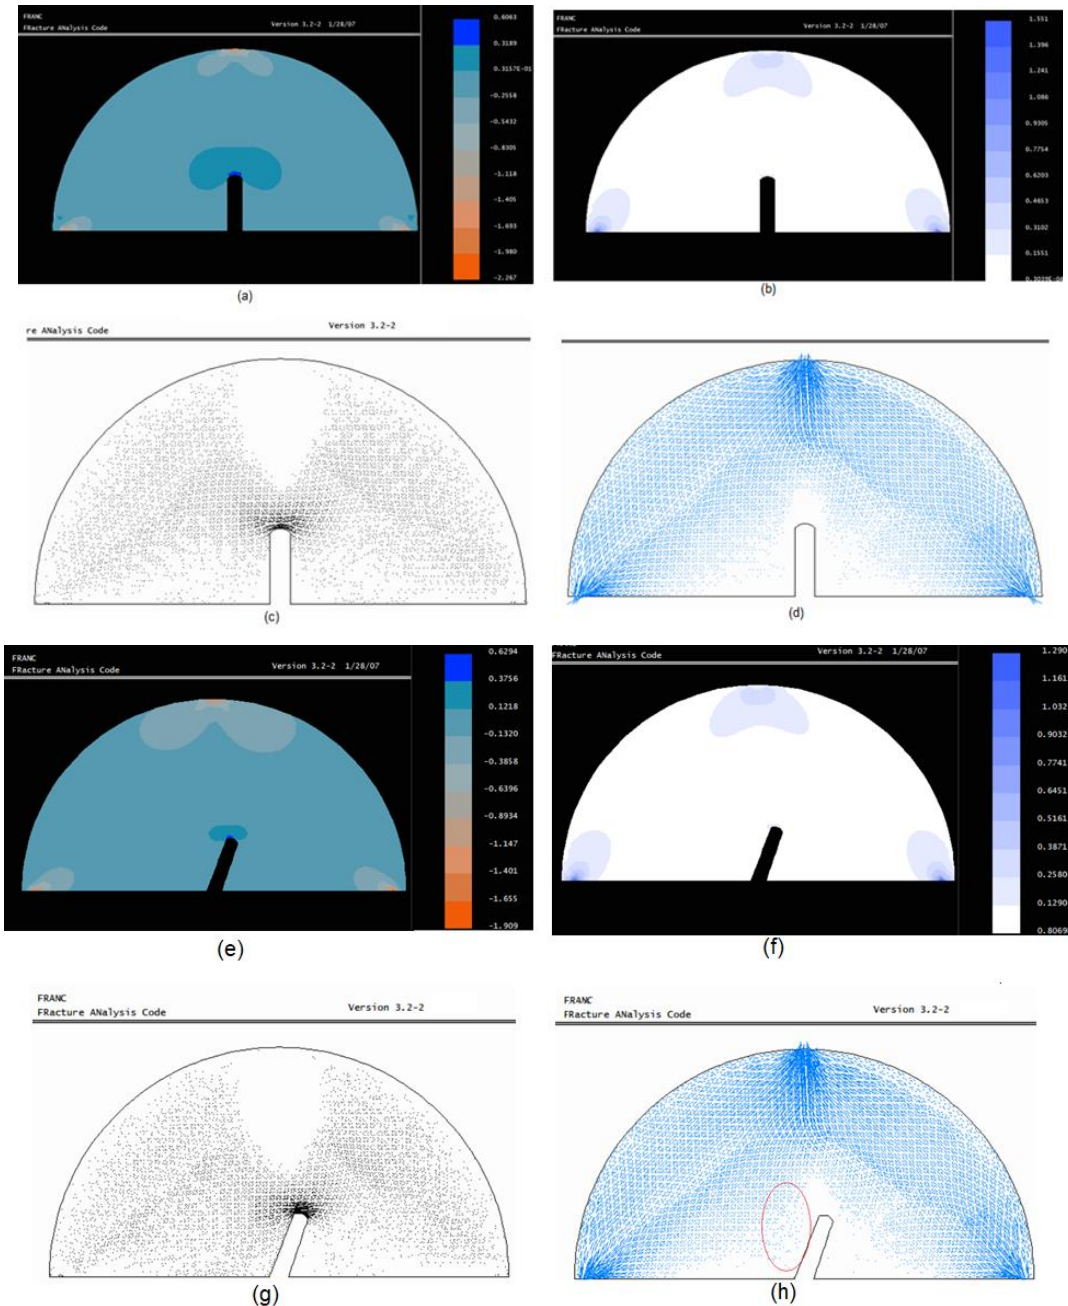 FRANC
FRacture ANalysis Code
Version 3.2-2 1/28/07
0.6063
0.3189
0.3157E-01
-0.2558
-0.5432
-0.8305
-1.118
-1.405
-1.693
-1.980
-2.267
(a)
FRANC
FRacture ANalysis Code
Version 3.2-2 1/28/07
1.551
1.396
1.241
1.086
0.9305
0.7754
0.6203
0.4653
0.3102
0.1551
(b)
re ANalysis Code
Version 3.2-2
(c)
(d)
FRANC
FRacture ANalysis Code
Version 3.2-2 1/28/07
0.6294
0.3756
0.1218
-0.1320
-0.3858
-0.6396
-0.8934
-1.147
-1.401
-1.655
-1.909
(e)
FRacture ANalysis Code
Version 3.2-2 1/28/07
1.290
1.161
1.032
0.9032
0.7741
0.6451
0.5161
0.3871
0.2580
0.1290
0.8069
(f)
FRANC
FRacture ANalysis Code
Version 3.2-2
(g)
FRANC
FRacture ANalysis Code
Version 3.2-2
(h)